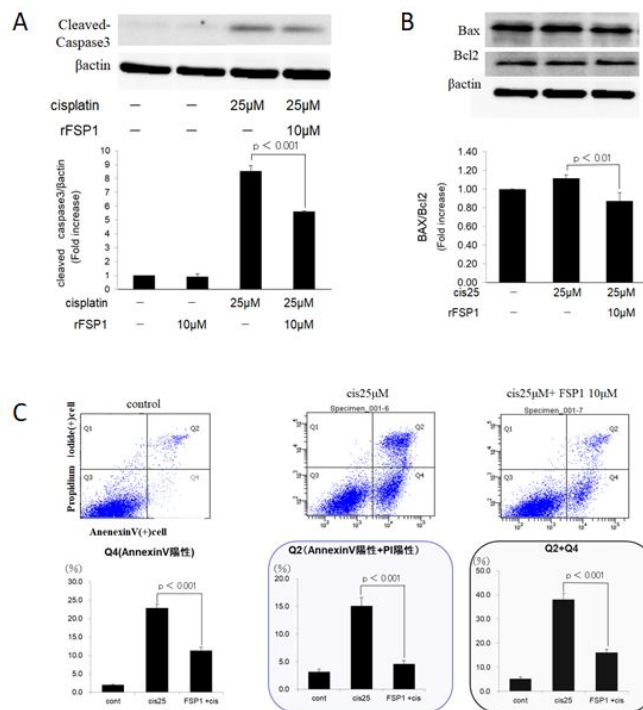 A
Cleaved-
Caspase3
βactin
cisplatin － － 25μM 25μM
rFSP1 － － 10μM
p < 0.001
cleaved caspase3/βactin
(Fold increase)
10
9
8
7
6
5
4
3
2
1
0
cisplatin － － 25μM 25μM
rFSP1 － 10μM － 10μM
B
Bax
Bcl2
βactin
p < 0.01
BAX/Bcl2
(Fold increase)
1.40
1.20
1.00
0.80
0.60
0.40
0.20
0.00
cis25 － 25μM 25μM
rFSP1 － 10μM
C
control
Propidium iodide(+)cell
Q1 Q2
Q3 Q4
AnenexinV(+)cell
cis25μM
Specimen_001-6
Q1 Q2
Q3 Q4
cis25μM+ FSP1 10μM
Specimen_001-7
Q1 Q2
Q3 Q4
Q4(AnnexinV陽性)
(%)
p < 0.001
30.0
25.0
20.0
15.0
10.0
5.0
0.0
cont cis25 FSP1 +cis
Q2(AnnexinV陽性+PI陽性)
(%)
p < 0.001
20.0
15.0
10.0
5.0
0.0
cont cis25 FSP1 +cis
Q2+Q4
(%)
p < 0.001
50.0
40.0
30.0
20.0
10.0
0.0
cont cis25 FSP1 +cis